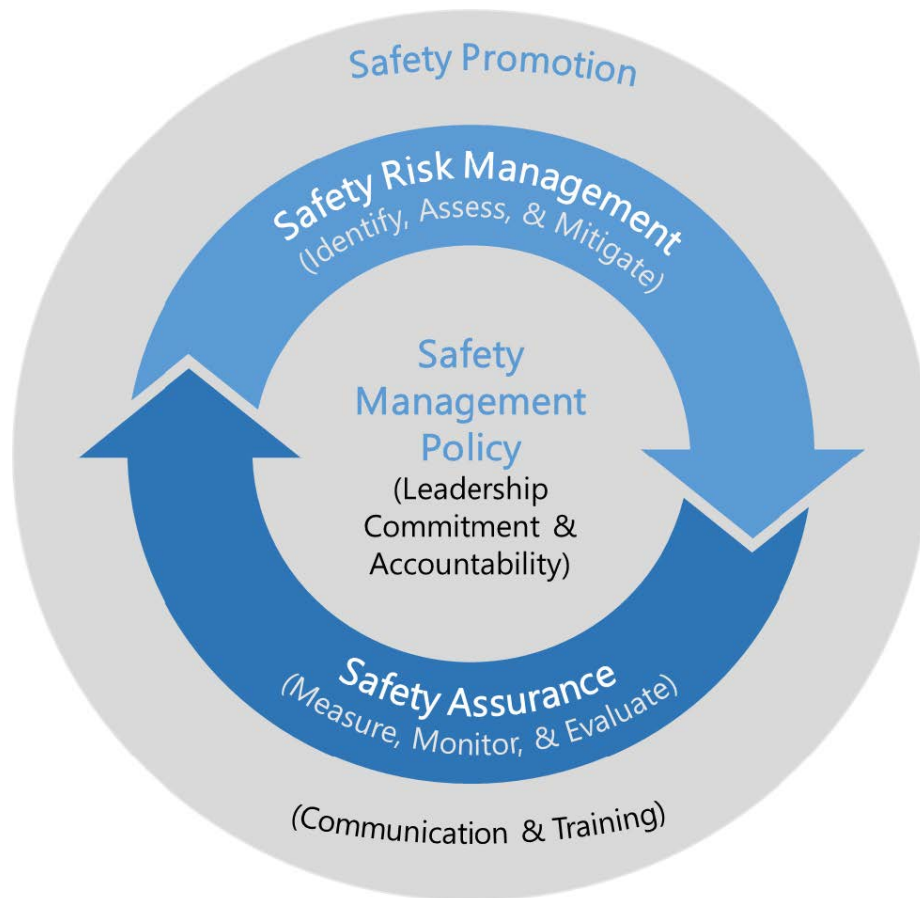 Safety Promotion
Safety Risk Management
(Identify, Assess, & Mitigate)
Safety
Management
Policy
(Leadership
Commitment &
Accountability)
Safety Assurance
(Measure, Monitor, & Evaluate)
(Communication & Training)